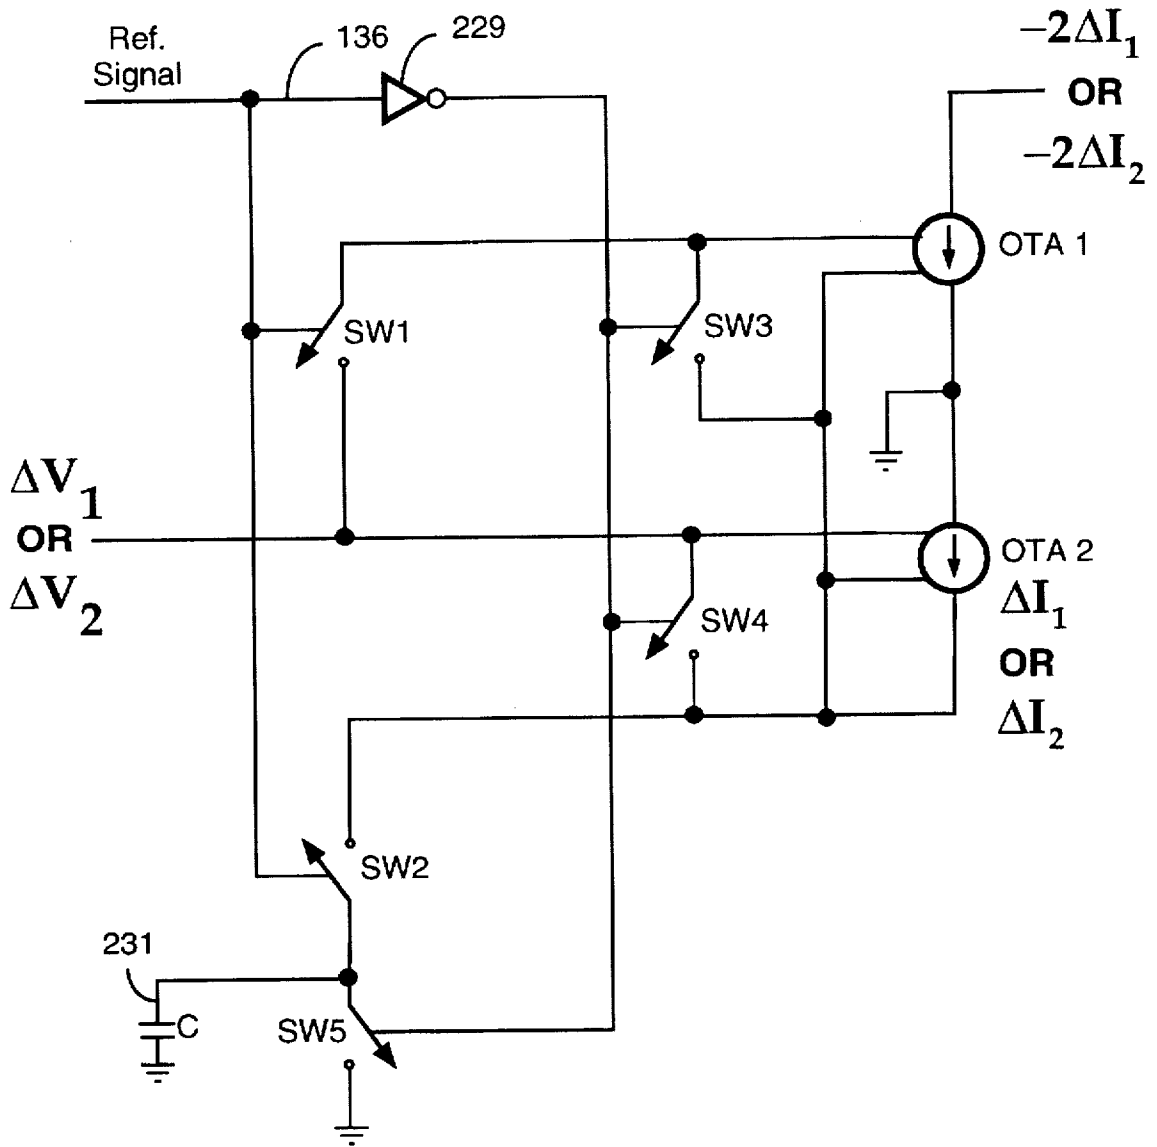 Ref.
Signal
136
229
−2ΔI₁
OR
−2ΔI₂
OTA 1
SW1
SW3
ΔV₁
OR
ΔV₂
OTA 2
ΔI₁
OR
ΔI₂
SW4
SW2
231
C
SW5